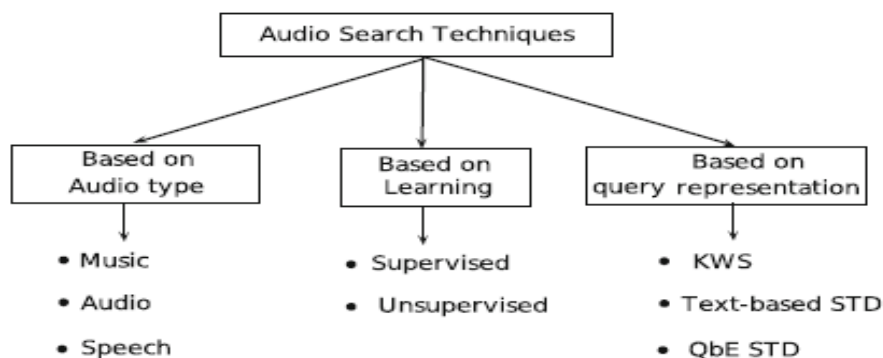 Audio Search Techniques
Based on
Audio type
Based on
Learning
Based on
query representation
• Music
• Audio
• Speech
• Supervised
• Unsupervised
• KWS
• Text-based STD
• QbE STD